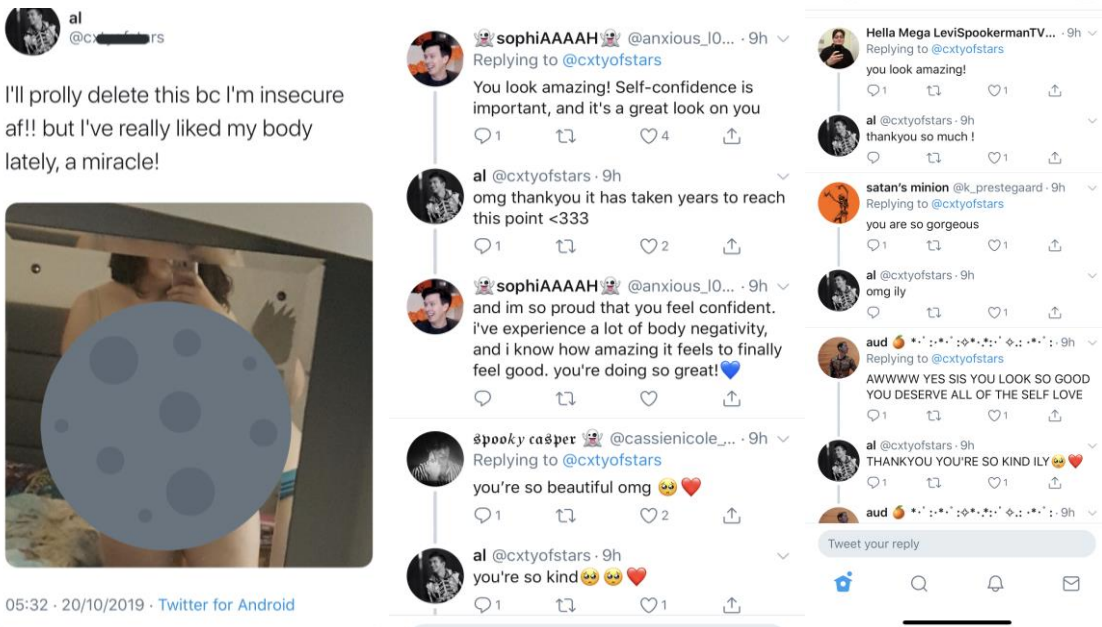 al
I'll prolly delete this bc I'm insecure
af!! but I've really liked my body
lately, a miracle!
05:32 · 20/10/2019 · Twitter for Android
👻sophiAAAAH👻 @anxious_l0... · 9h
Replying to @cxtyofstars
You look amazing! Self-confidence is
important, and it's a great look on you
1 4
al @cxtyofstars · 9h
omg thankyou it has taken years to reach
this point <333
1 2
👻sophiAAAAH👻 @anxious_l0... · 9h
and im so proud that you feel confident.
i've experience a lot of body negativity,
and i know how amazing it feels to finally
feel good. you're doing so great!💙
𝖘𝖕𝖔𝖔𝓀𝓎 𝖈𝖆𝖘𝖕𝖊𝖗 👻 @cassienicole_... · 9h
Replying to @cxtyofstars
you're so beautiful omg 🥺❤️
1 2
al @cxtyofstars · 9h
you're so kind🥺🥺❤️
1 1
Hella Mega LeviSpookermanTV... · 9h
Replying to @cxtyofstars
you look amazing!
1 1
al @cxtyofstars · 9h
thankyou so much !
1
satan's minion @k_prestegaard · 9h
Replying to @cxtyofstars
you are so gorgeous
1 1
al @cxtyofstars · 9h
omg ily
1
aud 🍊 *·˙:·*·˙:✧*·.*:·˙✧.: ·*·˙: · 9h
Replying to @cxtyofstars
AWWWW YES SIS YOU LOOK SO GOOD
YOU DESERVE ALL OF THE SELF LOVE
1 1
al @cxtyofstars · 9h
THANKYOU YOU'RE SO KIND ILY🥺❤️
1 1
aud 🍊 *·˙:·*·˙:✧*·.*:·˙✧.: ·*·˙: · 9h
Tweet your reply